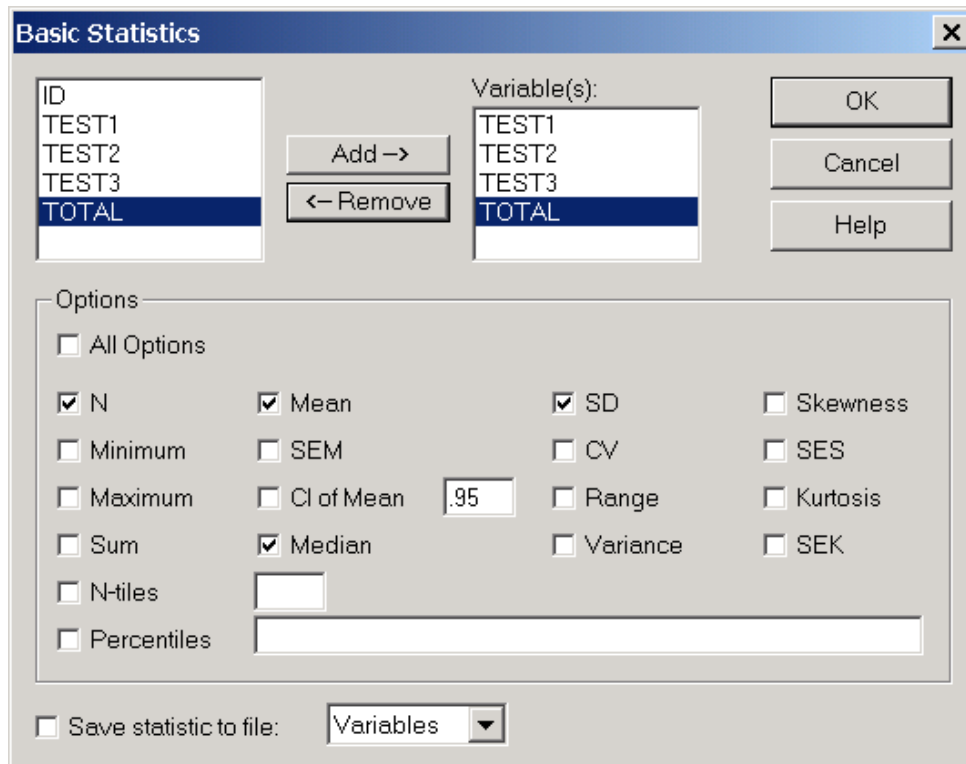 Basic Statistics
ID
TEST1
TEST2
TEST3
TOTAL
Add –>
<– Remove
Variable(s):
TEST1
TEST2
TEST3
TOTAL
OK
Cancel
Help
Options
All Options
N
Mean
SD
Skewness
Minimum
SEM
CV
SES
Maximum
CI of Mean
.95
Range
Kurtosis
Sum
Median
Variance
SEK
N-tiles
Percentiles
Save statistic to file:
Variables